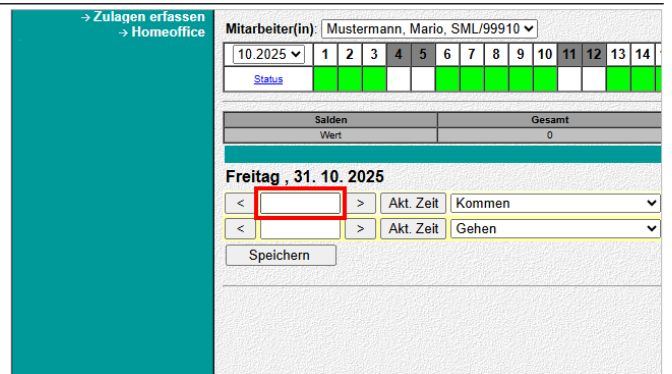 → Zulagen erfassen
→ Homeoffice
Mitarbeiter(in): Mustermann, Mario, SML/99910
10.2025 1 2 3 4 5 6 7 8 9 10 11 12 13 14
Status
Salden Gesamt
Wert 0
Freitag , 31. 10. 2025
< > Akt. Zeit Kommen
< > Akt. Zeit Gehen
Speichern